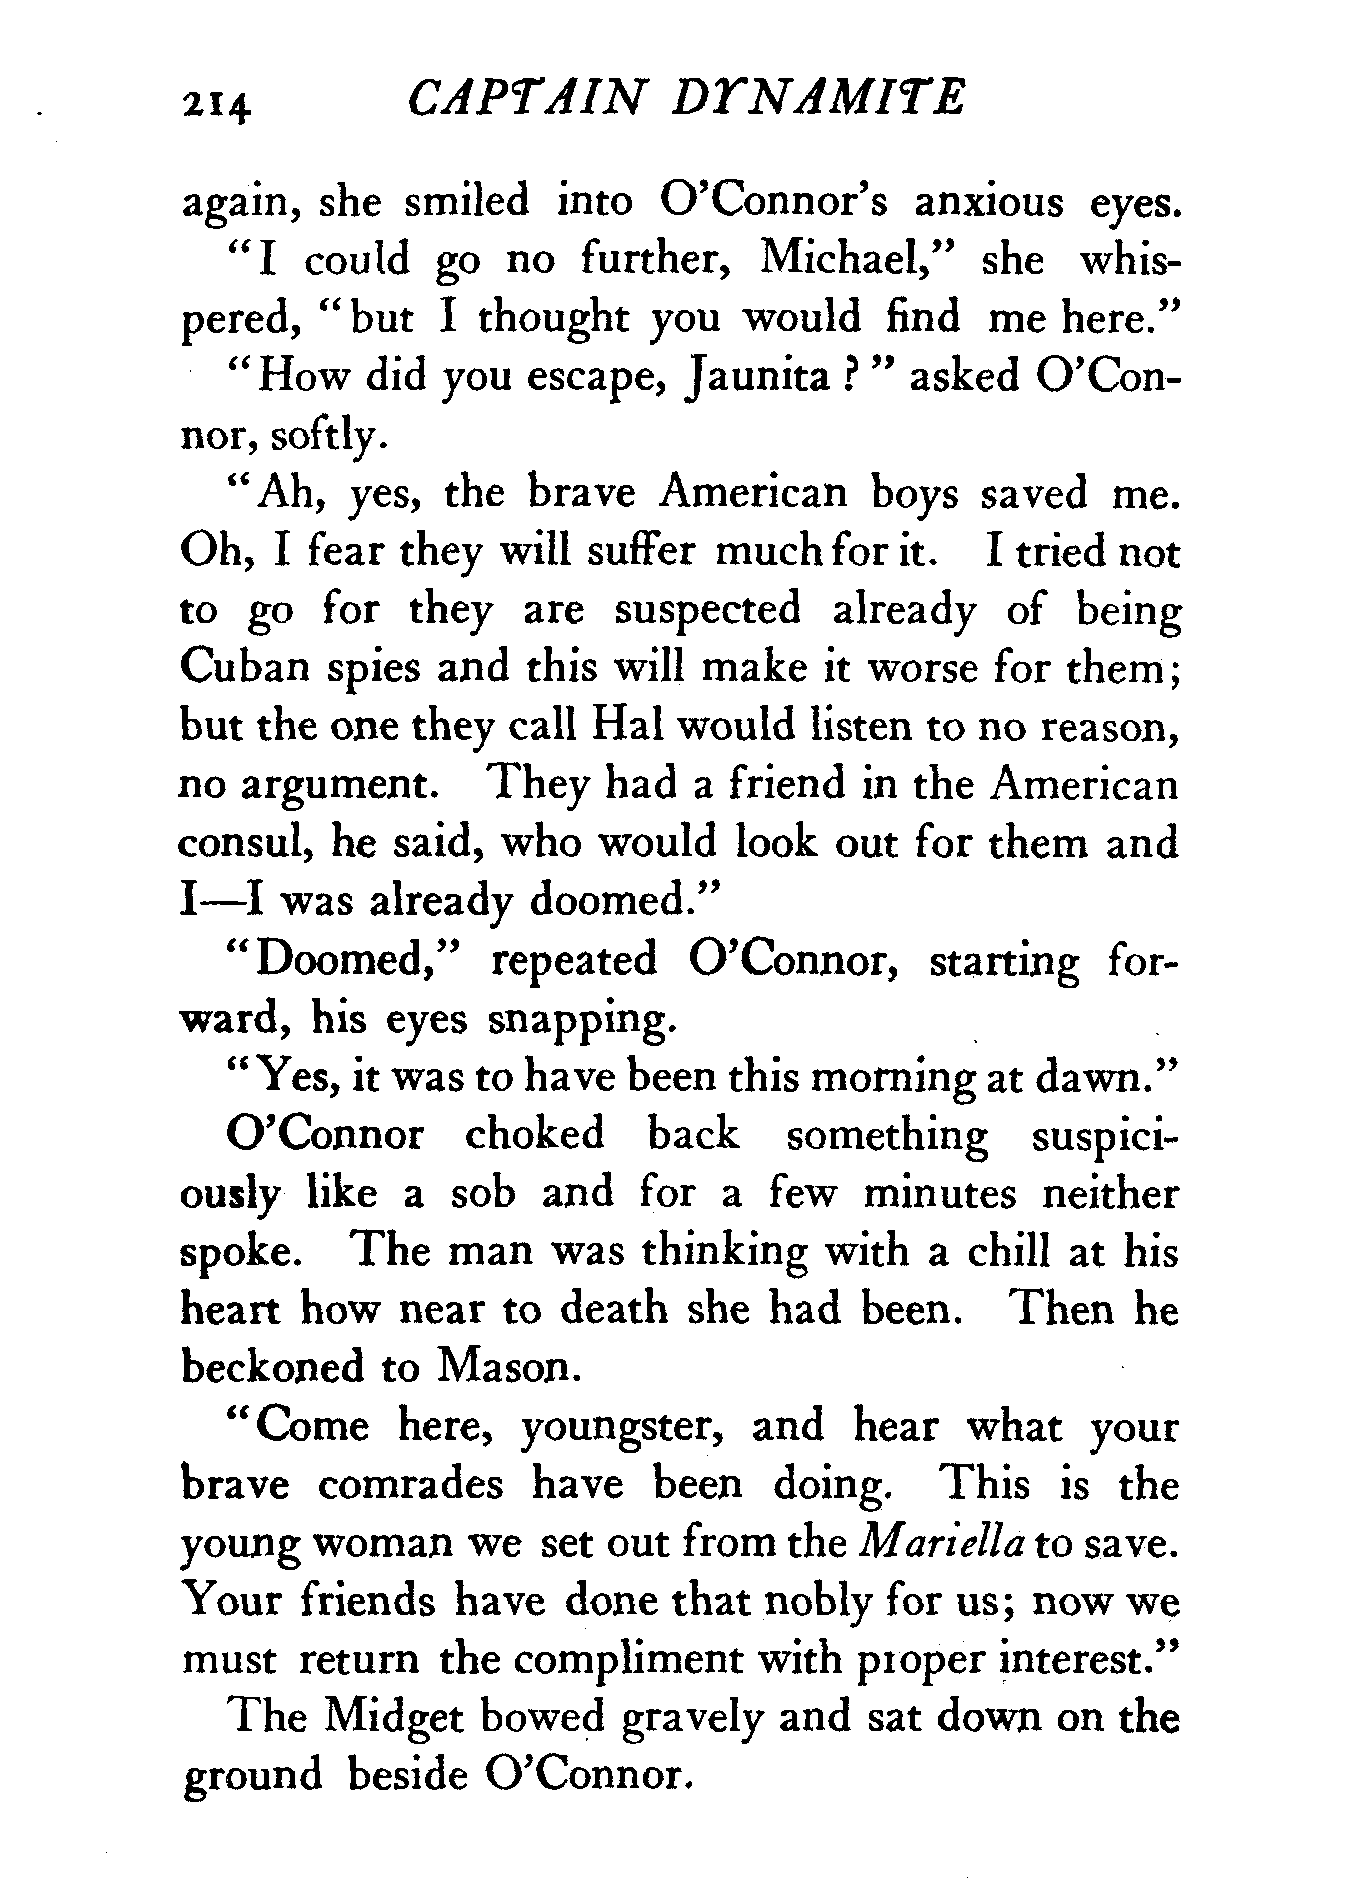 214 CAPTAIN DYNAMITE
again, she smiled into O'Connor's anxious eyes.
"I could go no further, Michael," she whis-
pered, "but I thought you would find me here."
"How did you escape, Jaunita?" asked O'Con-
nor, softly.
"Ah, yes, the brave American boys saved me.
Oh, I fear they will suffer much for it. I tried not
to go for they are suspected already of being
Cuban spies and this will make it worse for them;
but the one they call Hal would listen to no reason,
no argument. They had a friend in the American
consul, he said, who would look out for them and
I—I was already doomed."
"Doomed," repeated O'Connor, starting for-
ward, his eyes snapping.
"Yes, it was to have been this morning at dawn."
O'Connor choked back something suspici-
ously like a sob and for a few minutes neither
spoke. The man was thinking with a chill at his
heart how near to death she had been. Then he
beckoned to Mason.
"Come here, youngster, and hear what your
brave comrades have been doing. This is the
young woman we set out from the Mariella to save.
Your friends have done that nobly for us; now we
must return the compliment with proper interest."
The Midget bowed gravely and sat down on the
ground beside O'Connor.